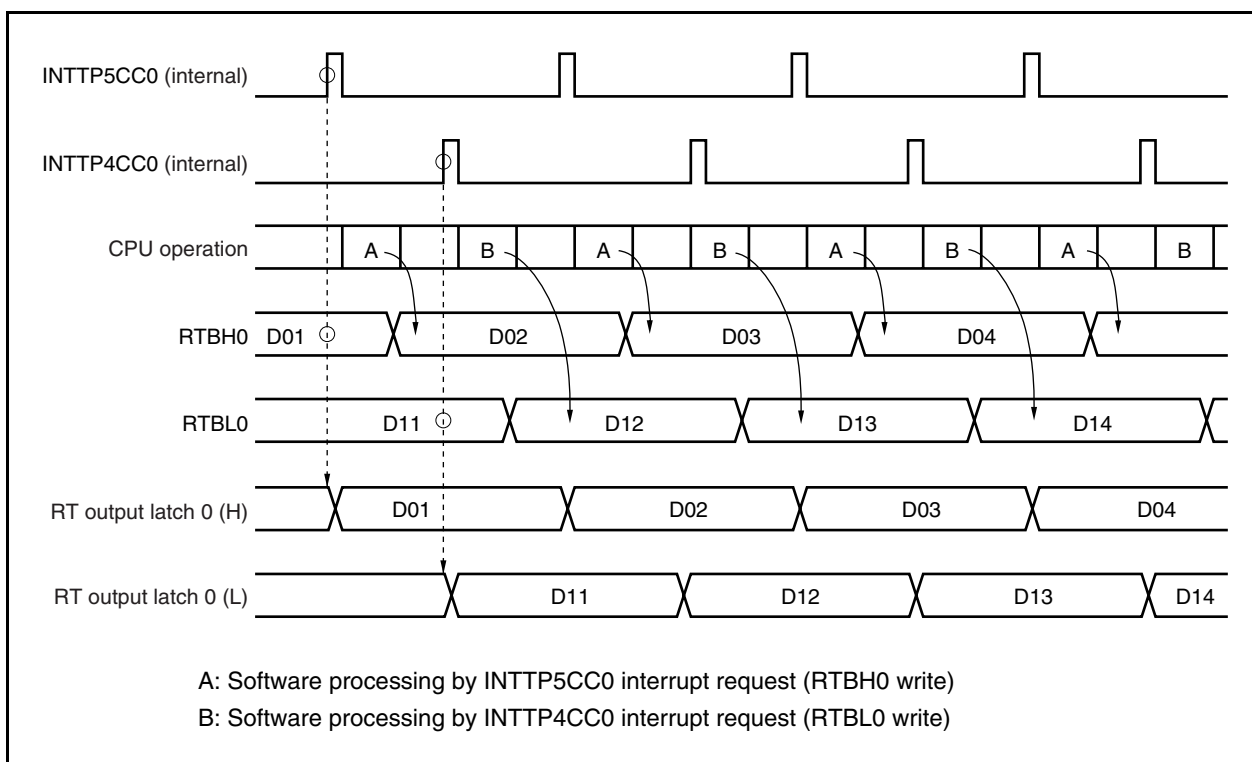 INTTP5CC0 (internal)
INTTP4CC0 (internal)
CPU operation A B A B A B A B
RTBH0 D01 D02 D03 D04
RTBL0 D11 D12 D13 D14
RT output latch 0 (H) D01 D02 D03 D04
RT output latch 0 (L) D11 D12 D13 D14
A: Software processing by INTTP5CC0 interrupt request (RTBH0 write)
B: Software processing by INTTP4CC0 interrupt request (RTBL0 write)